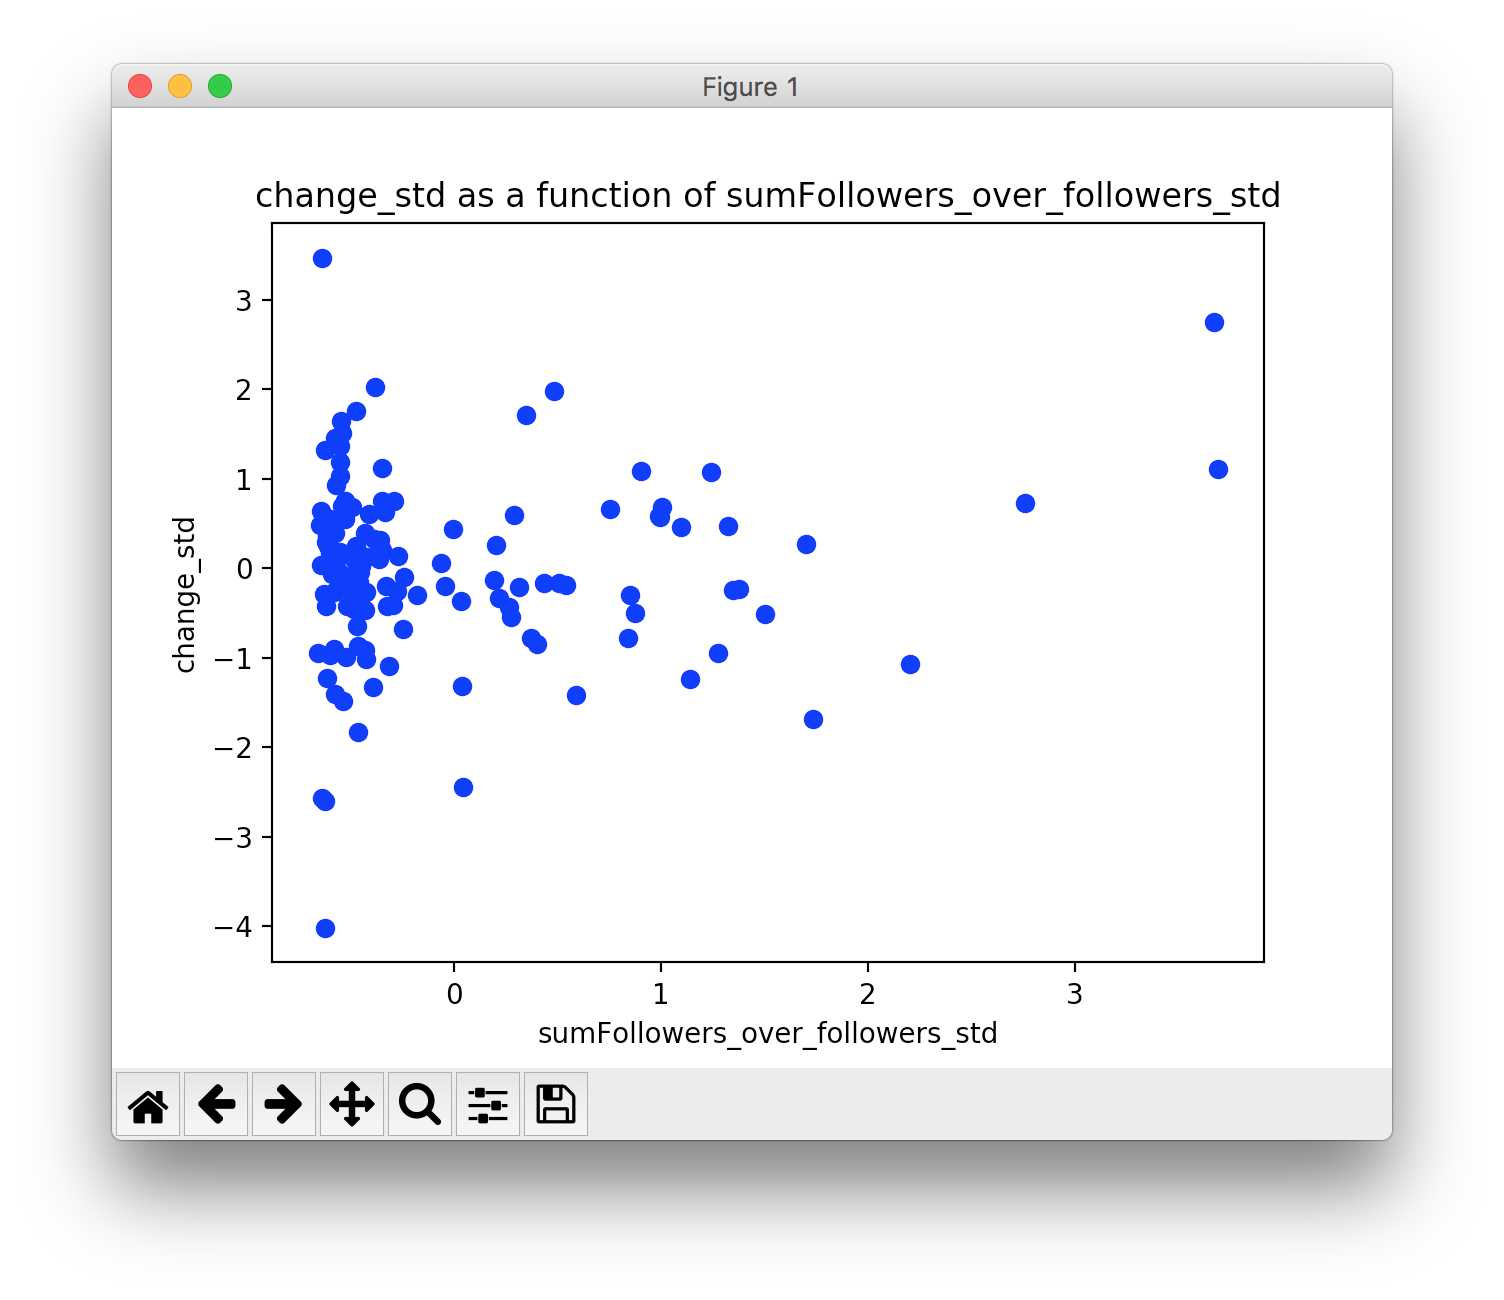 Figure 1
change_std as a function of sumFollowers_over_followers_std
3
2
1
0
−1
−2
−3
−4
change_std
0 1 2 3
sumFollowers_over_followers_std